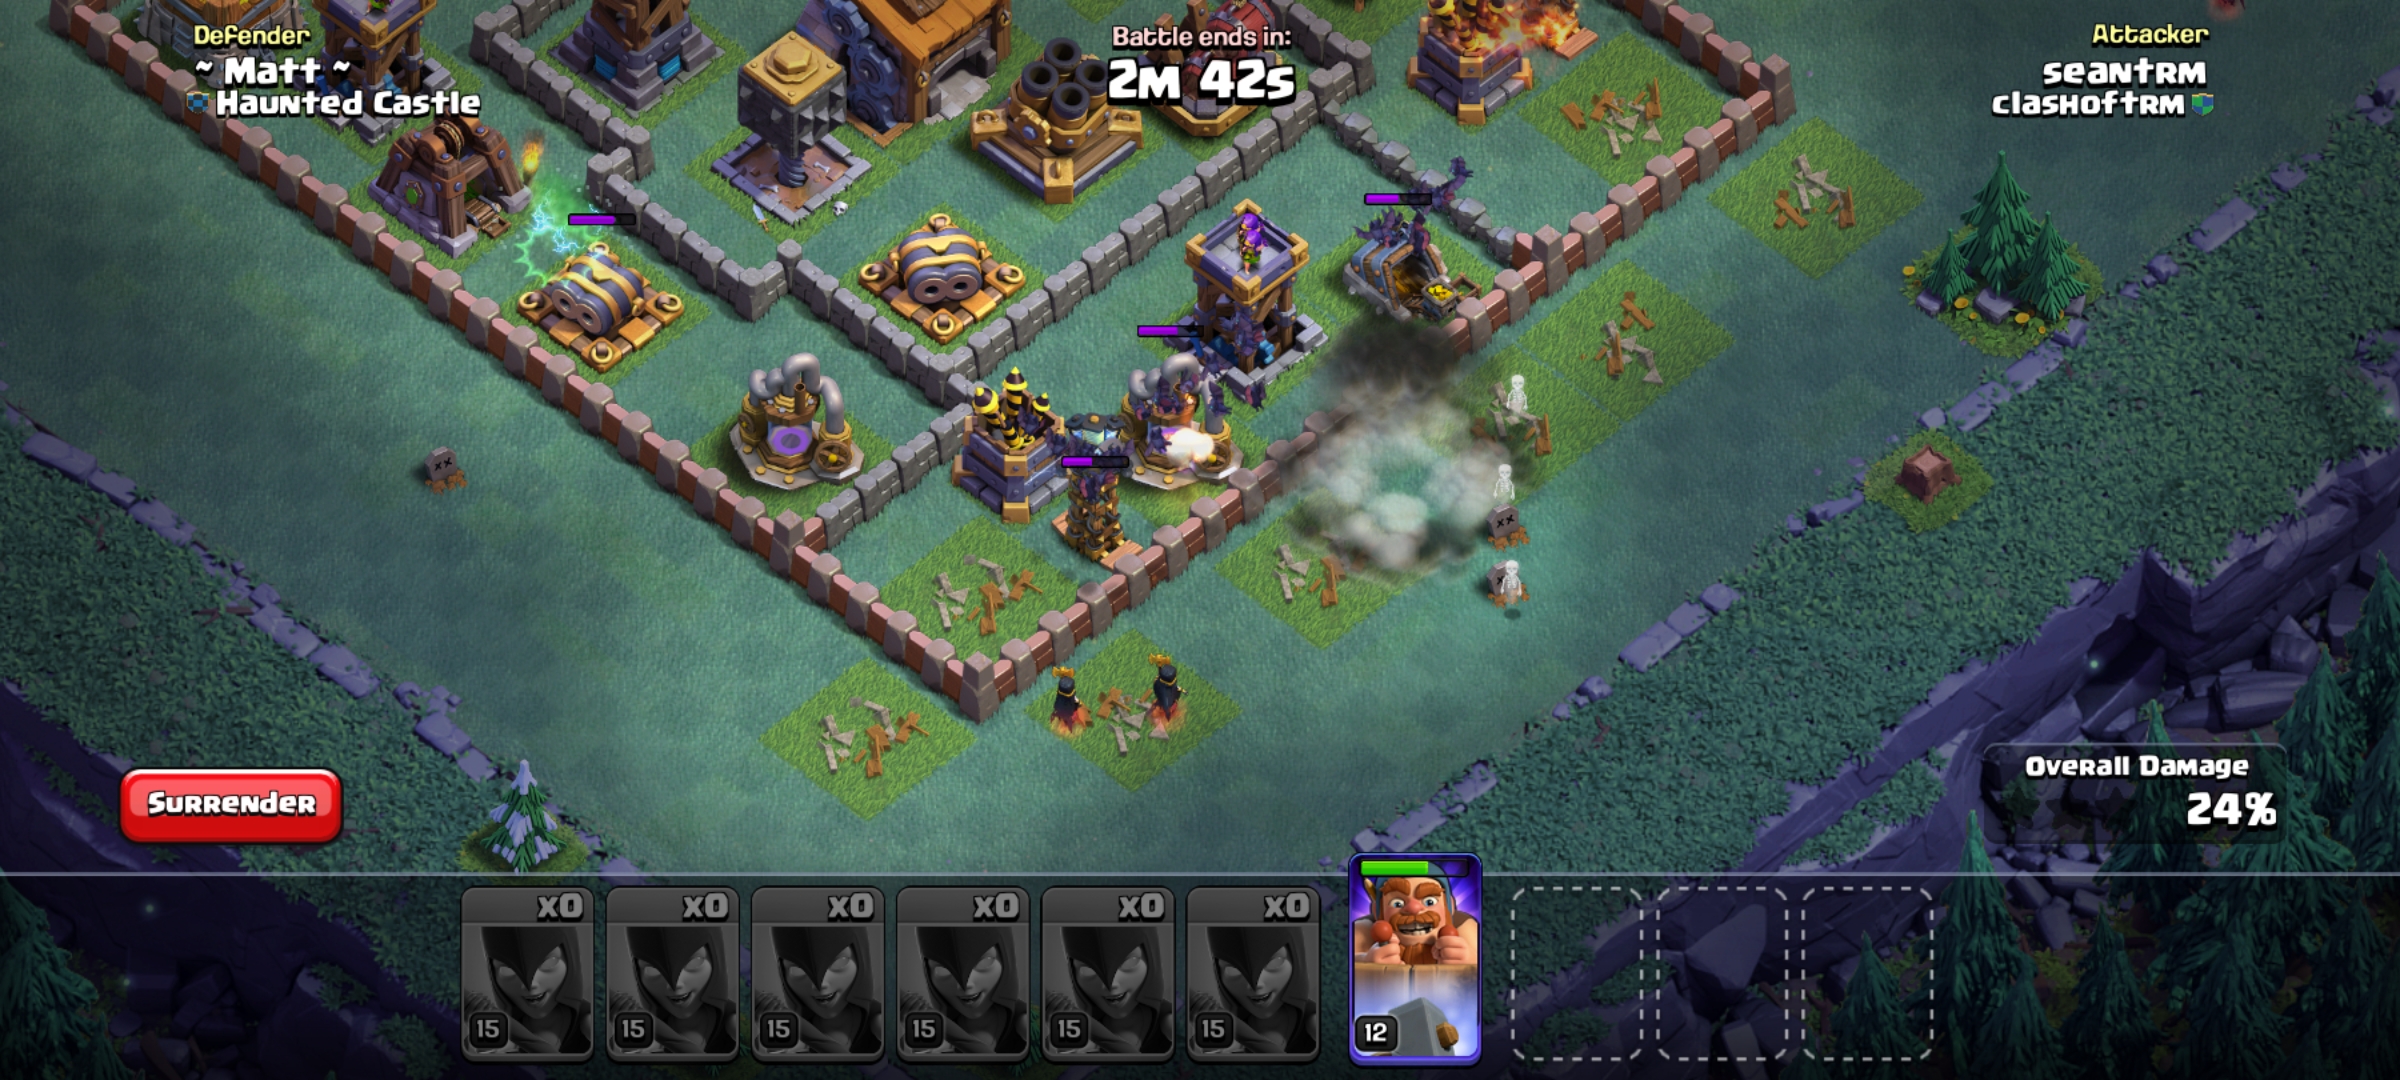 Defender
~ Matt ~
Haunted Castle
Battle ends in:
2M 42s
Attacker
seantRM
clashoftRM
Surrender
Overall Damage
24%
x0
x0
x0
x0
x0
x0
15
15
15
15
15
15
12